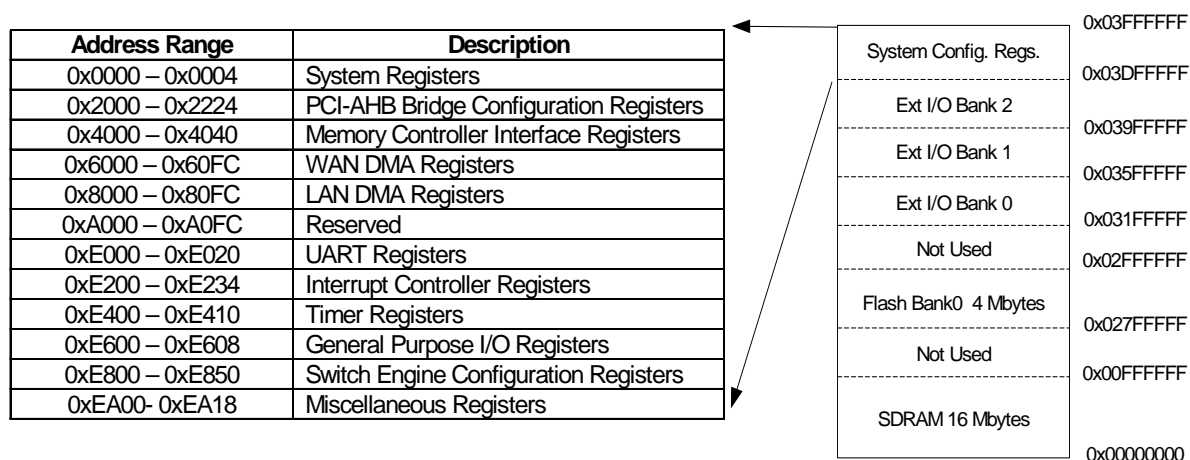 Address Range Description
0x0000 – 0x0004 System Registers
0x2000 – 0x2224 PCI-AHB Bridge Configuration Registers
0x4000 – 0x4040 Memory Controller Interface Registers
0x6000 – 0x60FC WAN DMA Registers
0x8000 – 0x80FC LAN DMA Registers
0xA000 – 0xA0FC Reserved
0xE000 – 0xE020 UART Registers
0xE200 – 0xE234 Interrupt Controller Registers
0xE400 – 0xE410 Timer Registers
0xE600 – 0xE608 General Purpose I/O Registers
0xE800 – 0xE850 Switch Engine Configuration Registers
0xEA00- 0xEA18 Miscellaneous Registers
0x03FFFFFF
System Config. Regs.
0x03DFFFFF
Ext I/O Bank 2
0x039FFFFF
Ext I/O Bank 1
0x035FFFFF
Ext I/O Bank 0
0x031FFFFF
Not Used
0x02FFFFFF
Flash Bank0 4 Mbytes
0x027FFFFF
Not Used
0x00FFFFFF
SDRAM 16 Mbytes
0x00000000